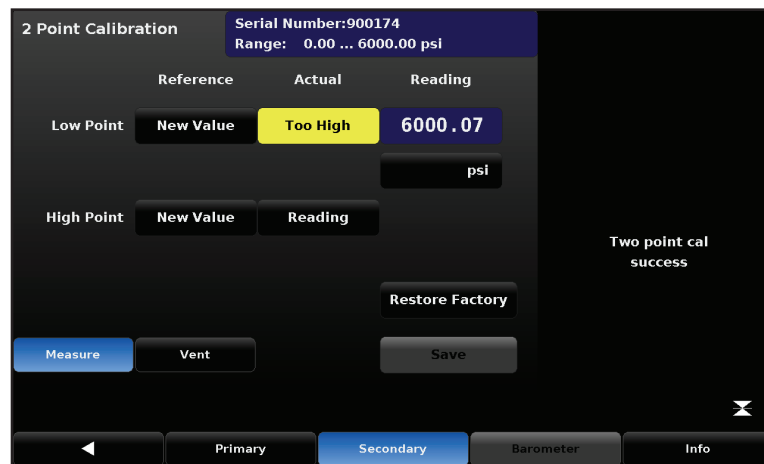 2 Point Calibration
Serial Number:900174
Range: 0.00 ... 6000.00 psi
Reference Actual Reading
Low Point New Value Too High 6000.07
psi
High Point New Value Reading
Two point cal
success
Restore Factory
Measure Vent Save
Primary Secondary Barometer Info